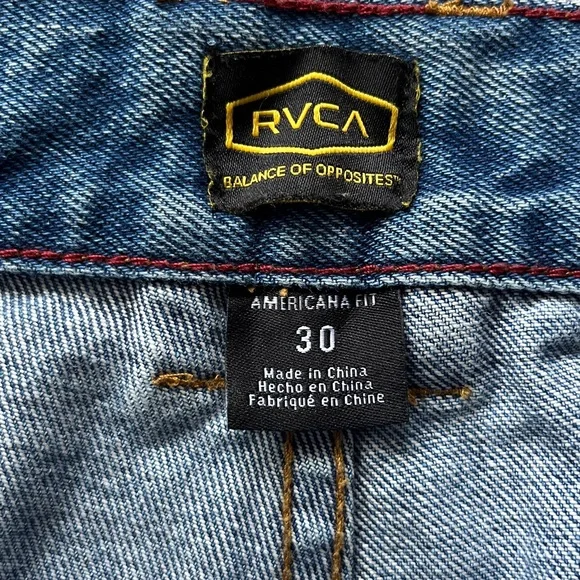 RVCA
BALANCE OF OPPOSITES™
AMERICANA FIT
30
Made in China
Hecho en China
Fabriqué en Chine